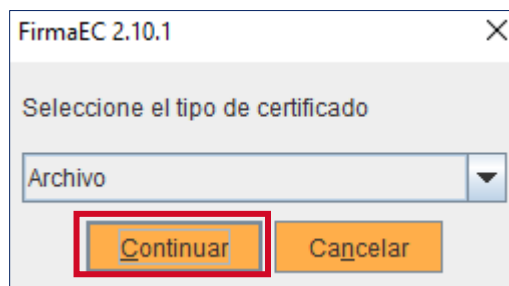 FirmaEC 2.10.1
Seleccione el tipo de certificado
Archivo
Continuar Cancelar